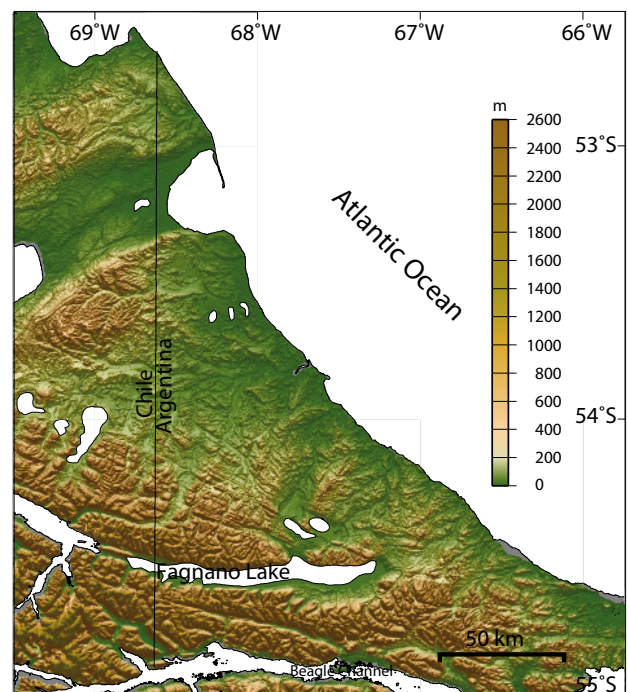 69°W 68°W 67°W 66°W
m
2600
2400
53°S
2200
2000
1800
1600
1400
1200
1000
800
600
400
200
0
54°S
Atlantic Ocean
Chile
Argentina
Fagnano Lake
50 km
Beagle Channel
55°S